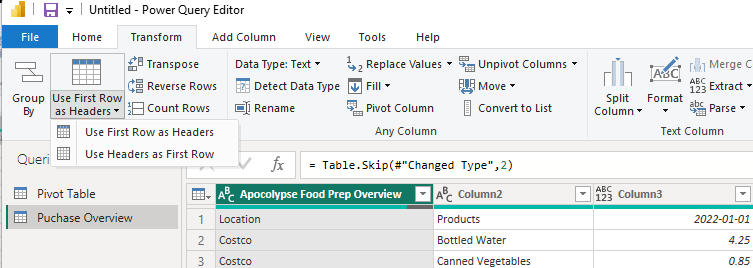 Untitled - Power Query Editor
File Home Transform Add Column View Tools Help
Group By
Use First Row as Headers
Transpose
Reverse Rows
Count Rows
Data Type: Text
Detect Data Type
Rename
Replace Values
Fill
Pivot Column
Unpivot Columns
Move
Convert to List
Any Column
Split Column
Format
Merge C
Extract
Parse
Text Column
Use First Row as Headers
Use Headers as First Row
Queri
Pivot Table
Puchase Overview
= Table.Skip(#"Changed Type",2)
Apocolypse Food Prep Overview Column2 Column3
1 Location Products 2022-01-01
2 Costco Bottled Water 4.25
3 Costco Canned Vegetables 0.85